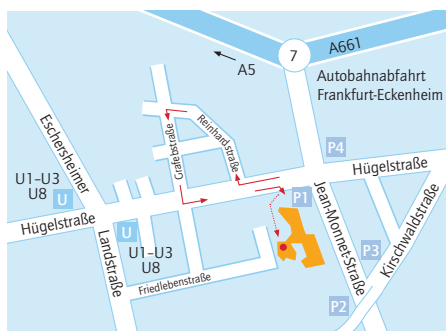 A661
7
A5
Autobahnabfahrt
Frankfurt-Eckenheim
Eschersheimer
Landstraße
Grafebstraße
Reinhardstraße
P4
Hügelstraße
U1-U3
U8
U
Hügelstraße
U
U1-U3
U8
P1
Jean-Monnet-Straße
P3
Kirschwaldstraße
Friedlebenstraße
P2